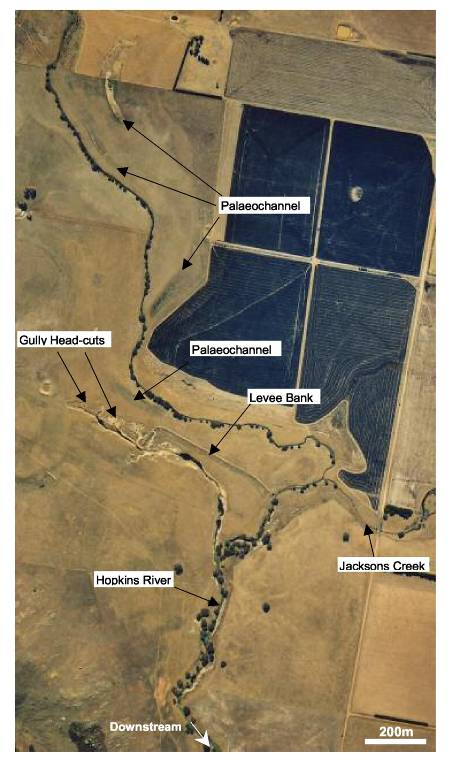 Palaeochannel
Gully Head-cuts
Palaeochannel
Levee Bank
Jacksons Creek
Hopkins River
Downstream
200m